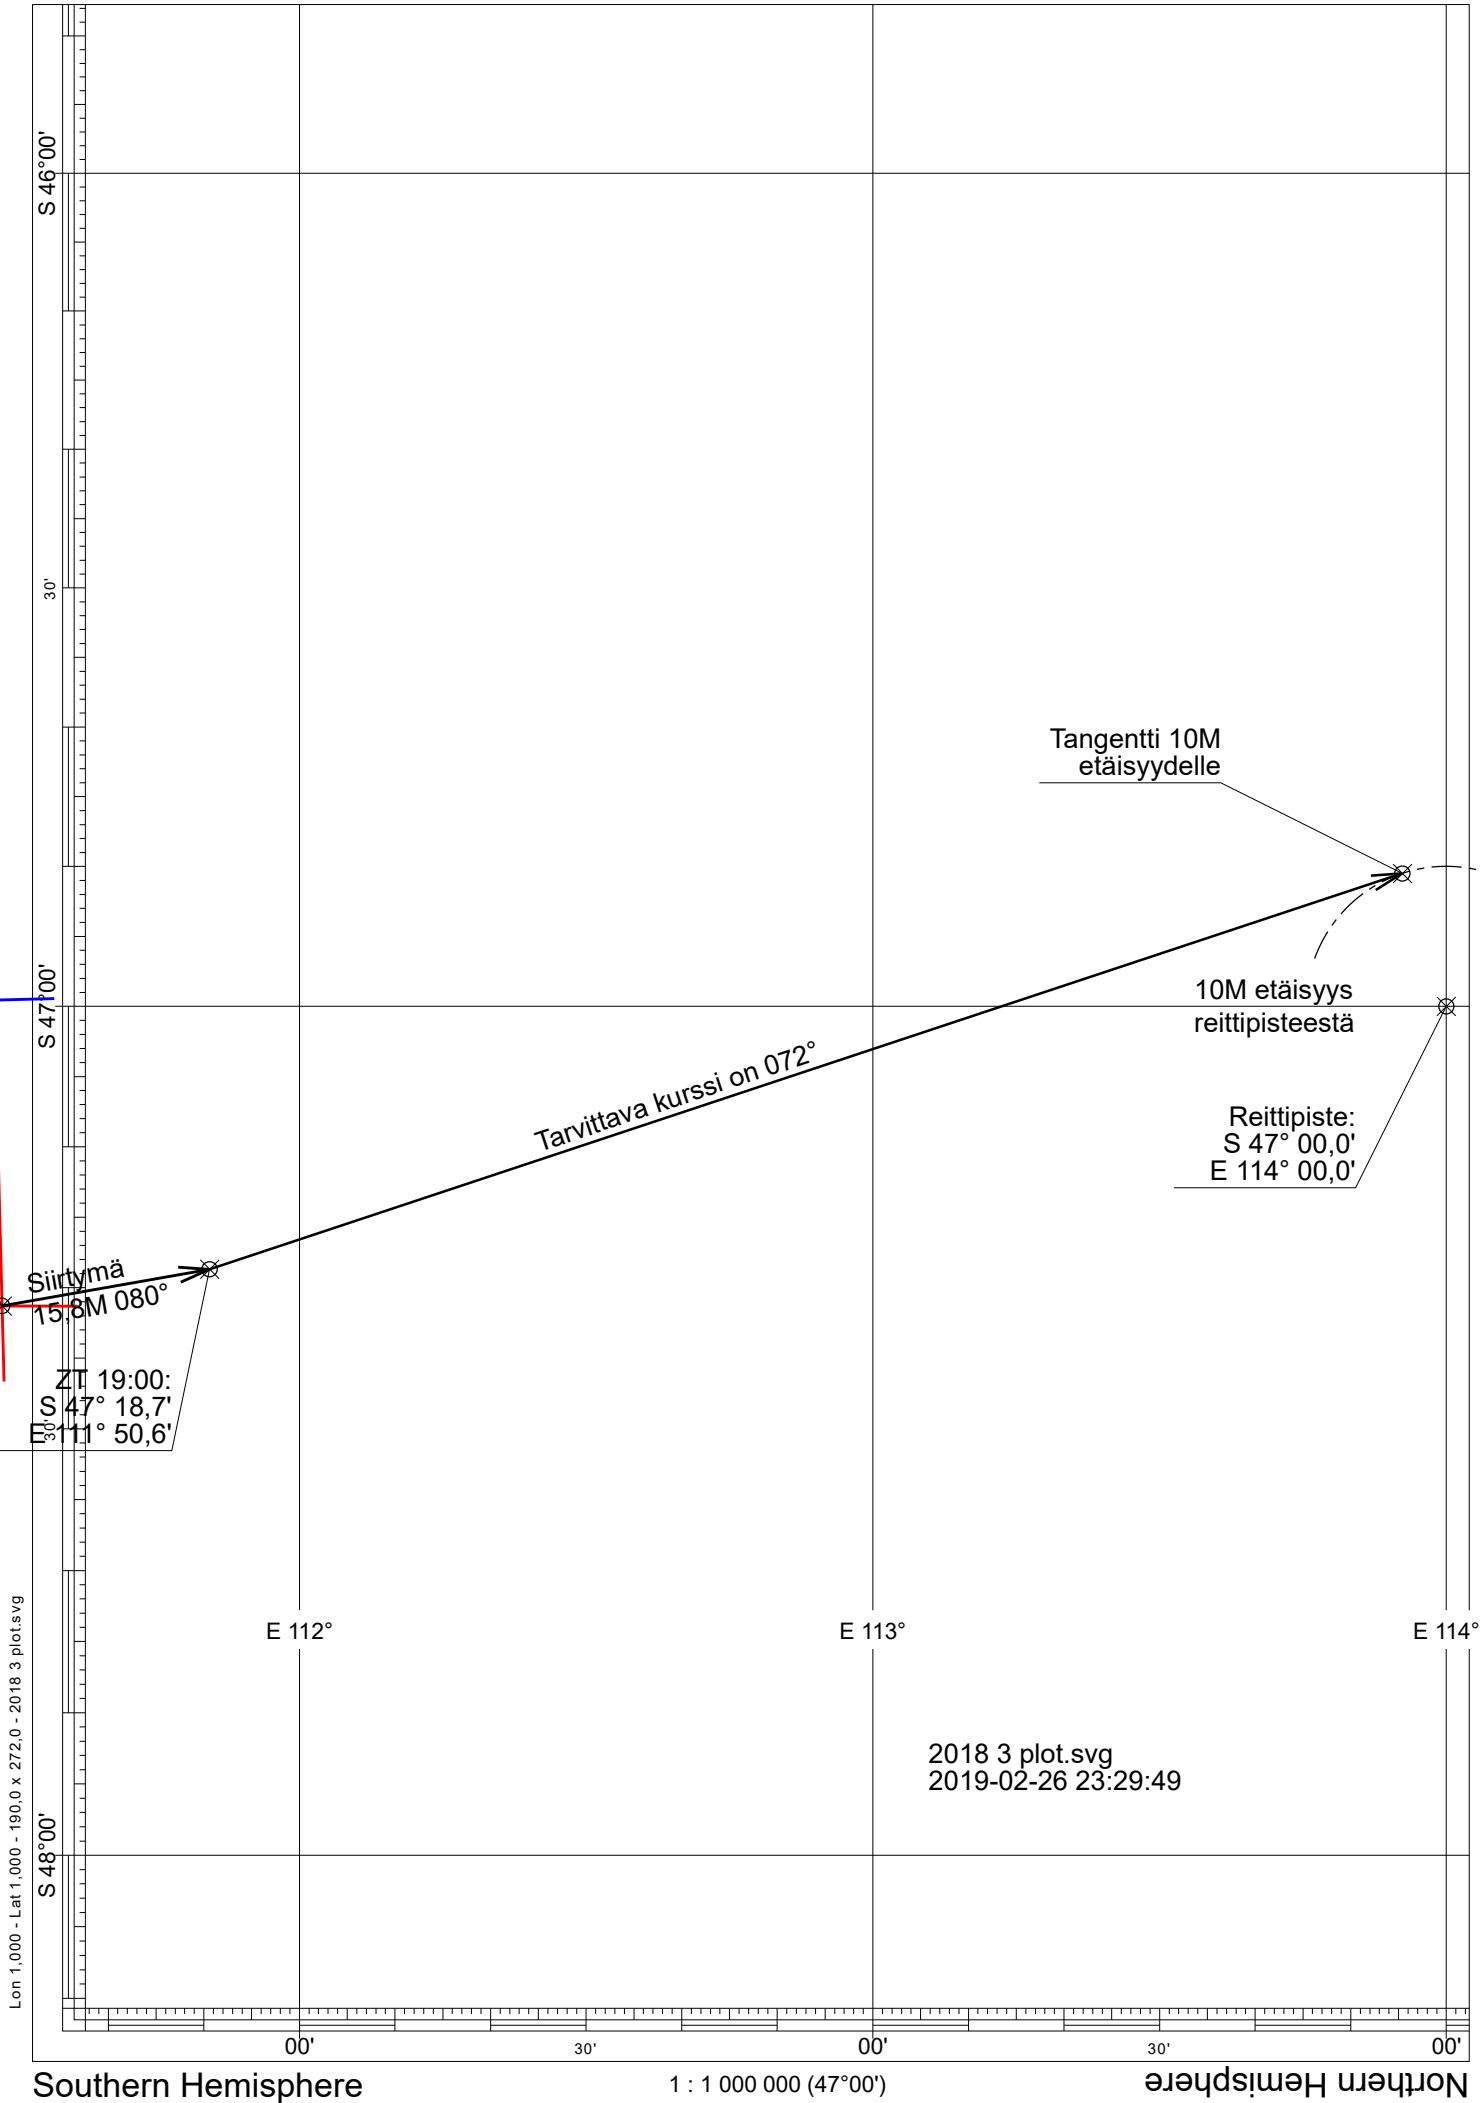 S 46°00'
30'
Tangentti 10M
etäisyydelle
S 47°00'
10M etäisyys
reittipisteestä
Tarvittava kurssi on 072°
Reittipiste:
S 47° 00,0'
E 114° 00,0'
Siirtymä
15,8M 080°
ZT 19:00:
S 47° 18,7'
E 111° 50,6'
30'
E 112°
E 113°
E 114°
2018 3 plot.svg
2019-02-26 23:29:49
S 48°00'
Lon 1,000 - Lat 1,000 - 190,0 x 272,0 - 2018 3 plot.svg
00'
30'
00'
30'
00'
Southern Hemisphere
1 : 1 000 000 (47°00')
Northern Hemisphere